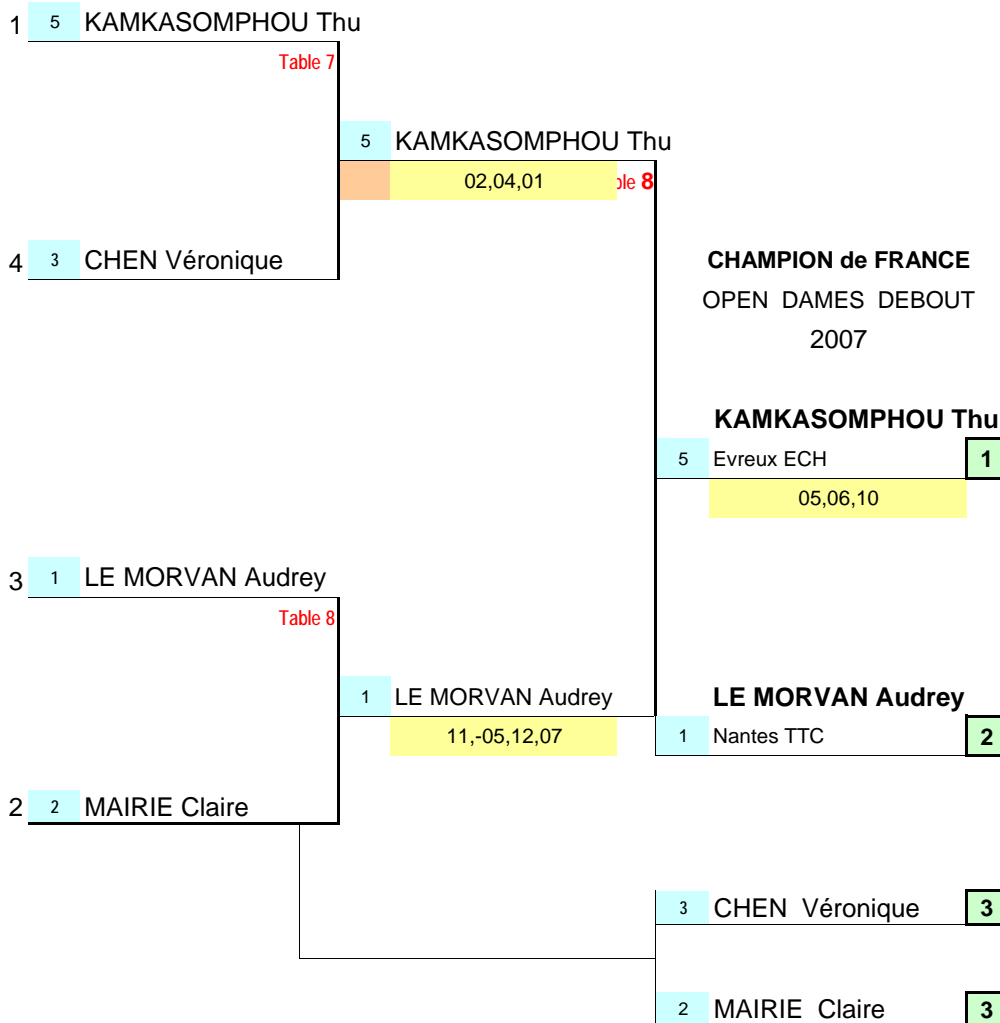 1 5 KAMKASOMPHOU Thu
Table 7
5 KAMKASOMPHOU Thu
02,04,01 ble 8
4 3 CHEN Véronique
CHAMPION de FRANCE
OPEN DAMES DEBOUT
2007
KAMKASOMPHOU Thu
5 Evreux ECH 1
05,06,10
3 1 LE MORVAN Audrey
Table 8
1 LE MORVAN Audrey
11,-05,12,07
LE MORVAN Audrey
1 Nantes TTC 2
2 2 MAIRIE Claire
3 CHEN Véronique 3
2 MAIRIE Claire 3